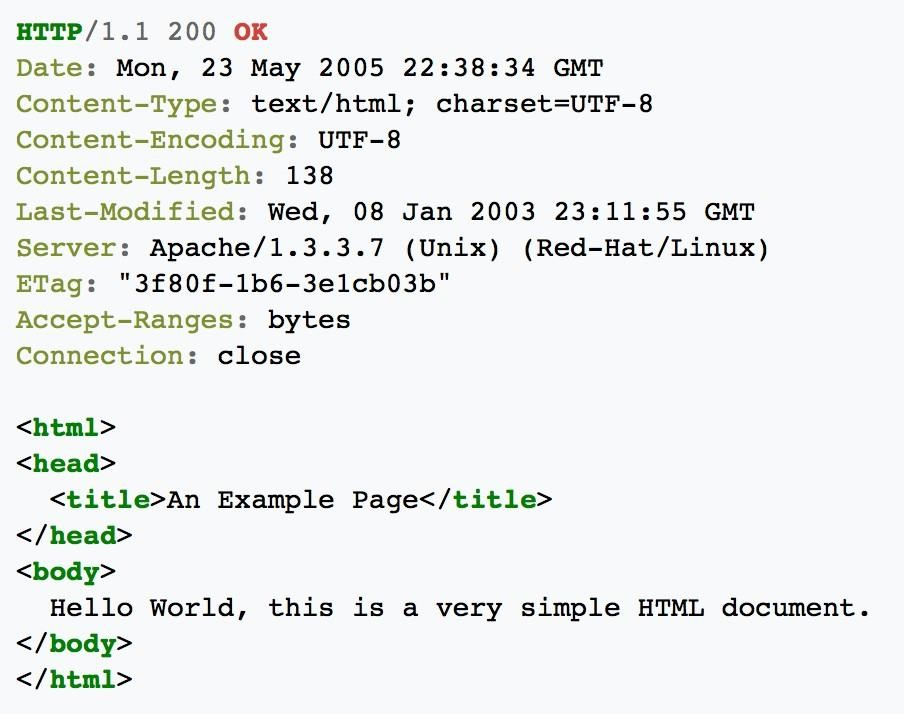 HTTP/1.1 200 OK
Date: Mon, 23 May 2005 22:38:34 GMT
Content-Type: text/html; charset=UTF-8
Content-Encoding: UTF-8
Content-Length: 138
Last-Modified: Wed, 08 Jan 2003 23:11:55 GMT
Server: Apache/1.3.3.7 (Unix) (Red-Hat/Linux)
ETag: "3f80f-1b6-3e1cb03b"
Accept-Ranges: bytes
Connection: close

<html>
<head>
  <title>An Example Page</title>
</head>
<body>
  Hello World, this is a very simple HTML document.
</body>
</html>